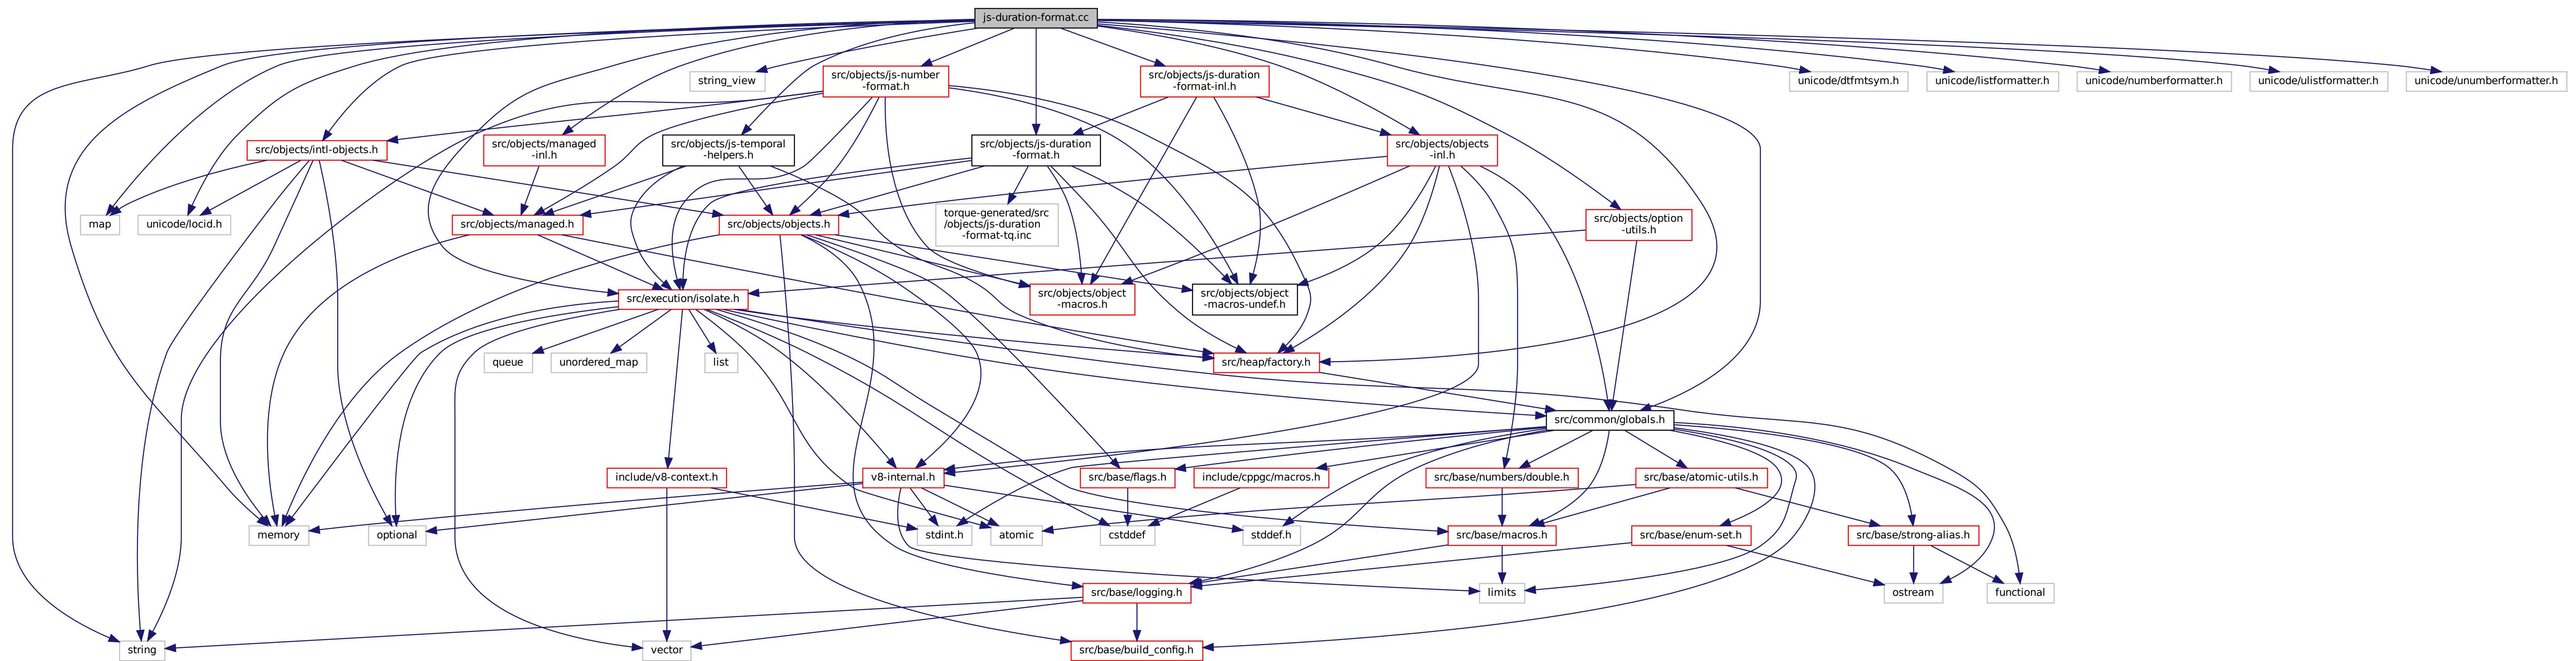 js-duration-format.cc
string_view
src/objects/js-number
-format.h
src/objects/js-duration
-format-inl.h
unicode/dtfmtsym.h
unicode/listformatter.h
unicode/numberformatter.h
unicode/ulistformatter.h
unicode/unumberformatter.h
src/objects/intl-objects.h
src/objects/managed
-inl.h
src/objects/js-temporal
-helpers.h
src/objects/js-duration
-format.h
src/objects/objects
-inl.h
map
unicode/locid.h
src/objects/managed.h
src/objects/objects.h
torque-generated/src
/objects/js-duration
-format-tq.inc
src/objects/option
-utils.h
src/execution/isolate.h
src/objects/object
-macros.h
src/objects/object
-macros-undef.h
queue
unordered_map
list
src/heap/factory.h
src/common/globals.h
include/v8-context.h
v8-internal.h
src/base/flags.h
include/cppgc/macros.h
src/base/numbers/double.h
src/base/atomic-utils.h
memory
optional
stdint.h
atomic
cstddef
stddef.h
src/base/macros.h
src/base/enum-set.h
src/base/strong-alias.h
src/base/logging.h
limits
ostream
functional
string
vector
src/base/build_config.h